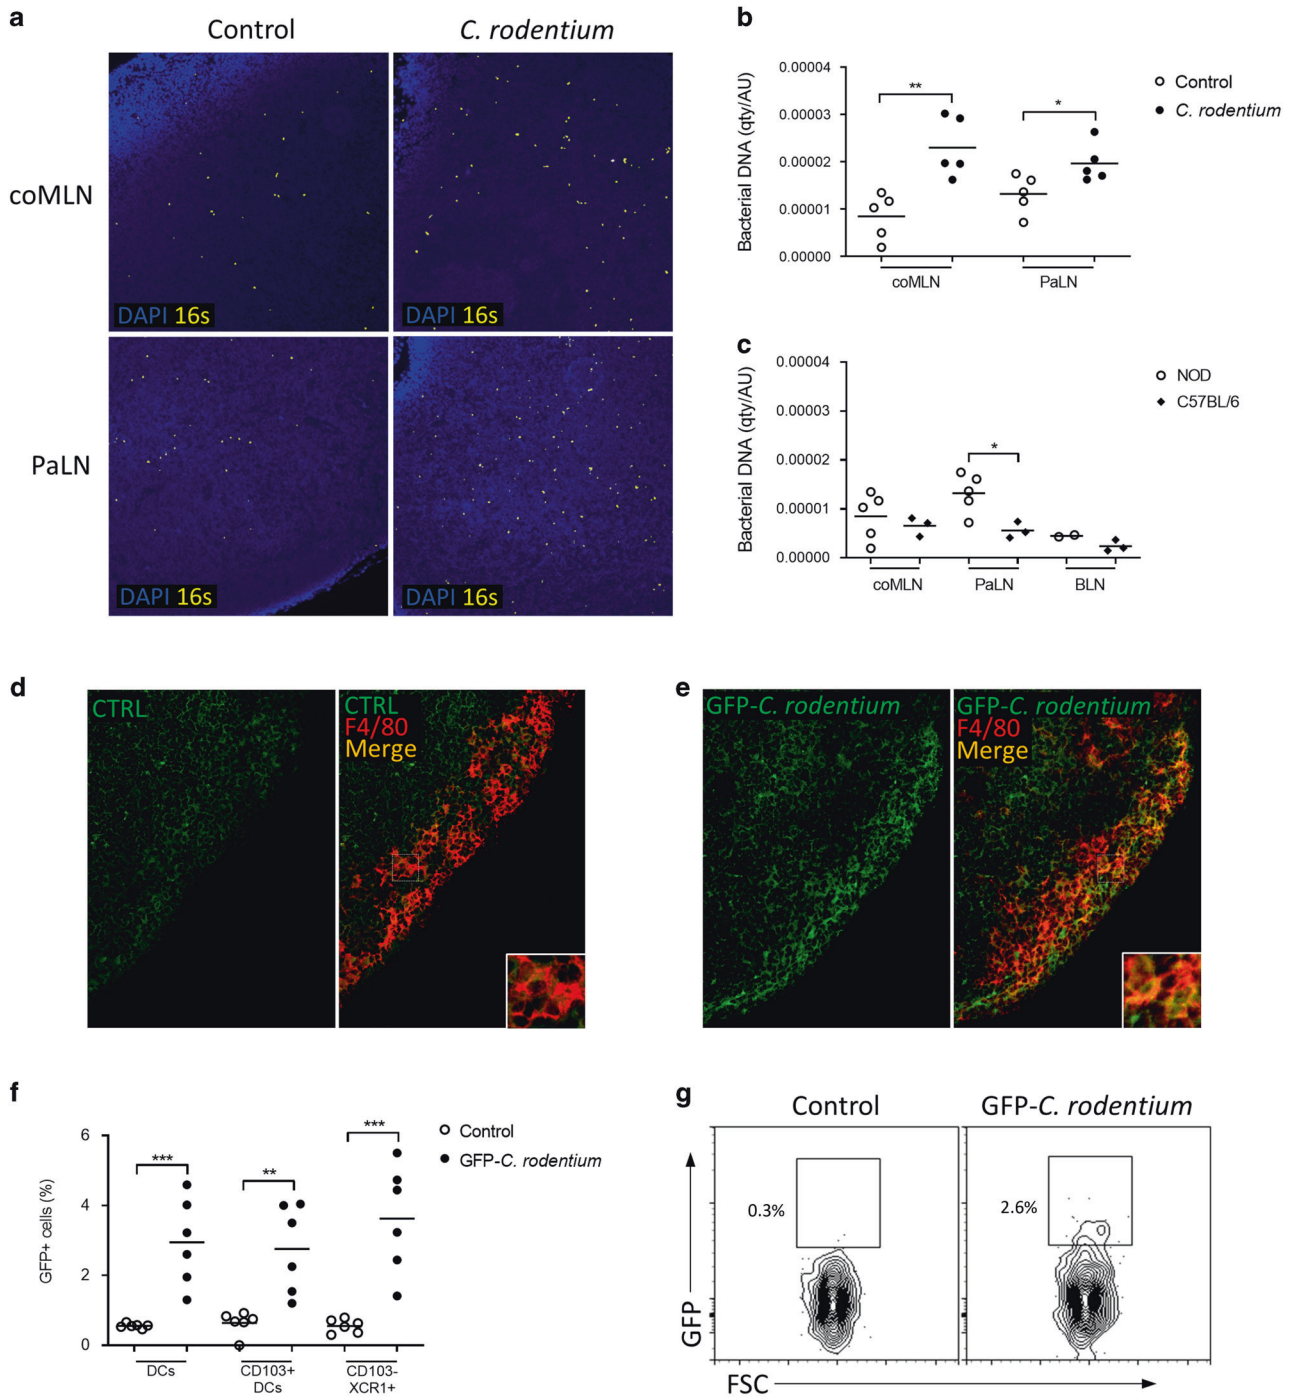 a
Control
C. rodentium
coMLN
DAPI 16s
DAPI 16s
PaLN
DAPI 16s
DAPI 16s
b
Bacterial DNA (qty/AU)
0.00004
0.00003
0.00002
0.00001
0.00000
**
*
coMLN
PaLN
Control
C. rodentium
c
Bacterial DNA (qty/AU)
0.00004
0.00003
0.00002
0.00001
0.00000
*
coMLN
PaLN
BLN
NOD
C57BL/6
d
CTRL
CTRL
F4/80
Merge
e
GFP-C. rodentium
GFP-C. rodentium
F4/80
Merge
f
GFP+ cells (%)
6
4
2
0
***
**
***
DCs
CD103+
DCs
CD103-
XCR1+
Control
GFP-C. rodentium
g
Control
GFP-C. rodentium
0.3%
2.6%
GFP
FSC